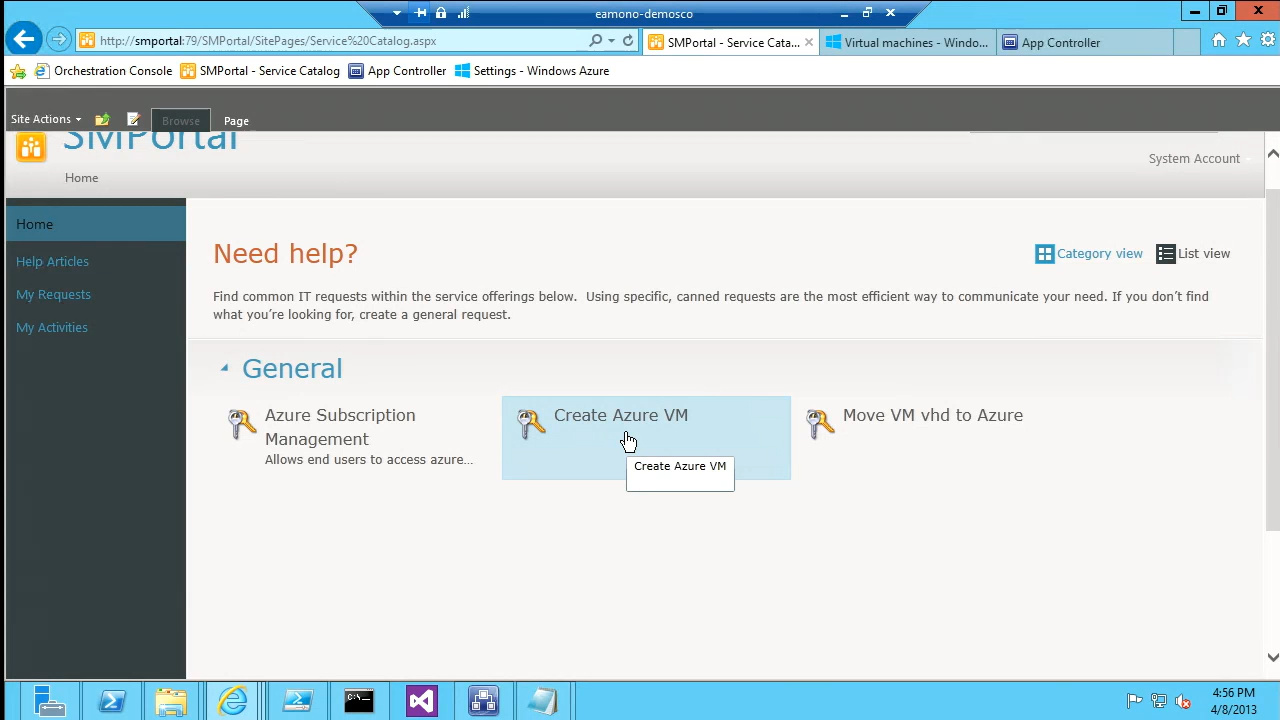 eamono-demosco
http://smportal:79/SMPortal/SitePages/Service%20Catalog.aspx
SMPortal - Service Cata...
Virtual machines - Windo...
App Controller
Orchestration Console
SMPortal - Service Catalog
App Controller
Settings - Windows Azure
Site Actions
Browse
Page
SMPortal
System Account
Home
Home
Help Articles
My Requests
My Activities
Need help?
Category view
List view
Find common IT requests within the service offerings below. Using specific, canned requests are the most efficient way to communicate your need. If you don't find
what you're looking for, create a general request.
General
Azure Subscription
Management
Allows end users to access azure...
Create Azure VM
Create Azure VM
Move VM vhd to Azure
4:56 PM
4/8/2013